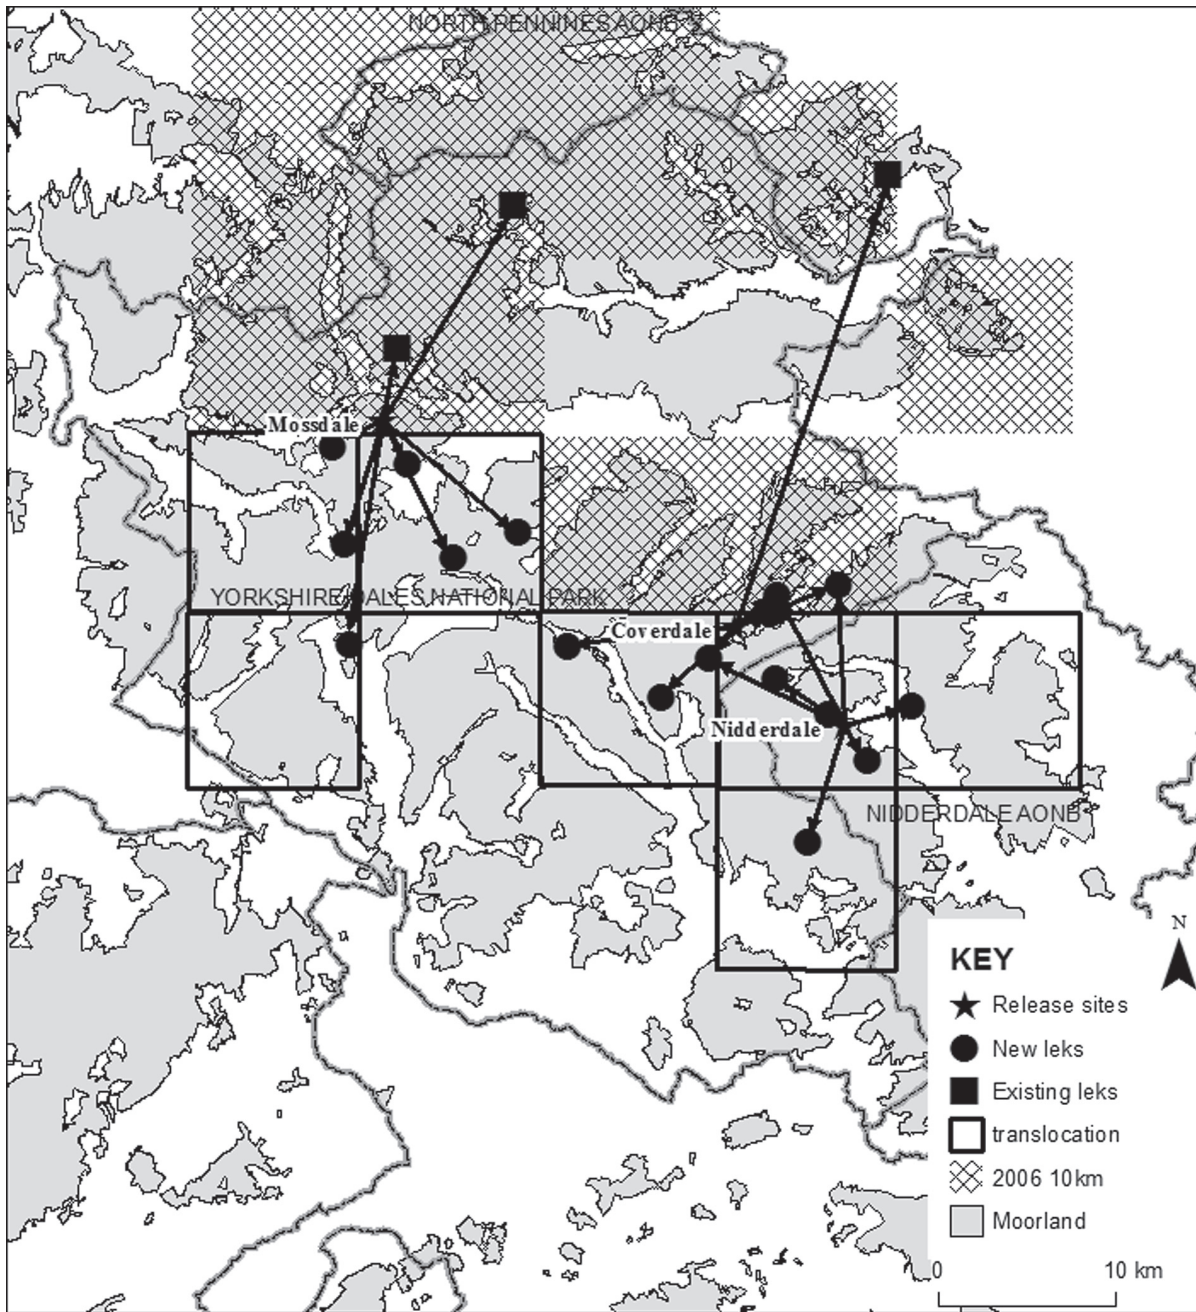 NORTH PENNINES AONB
Mossdale
YORKSHIRE DALES NATIONAL PARK
Coverdale
Nidderdale
NIDDERDALE AONB
N
KEY
Release sites
New leks
Existing leks
translocation
2006 10km
Moorland
0 10 km